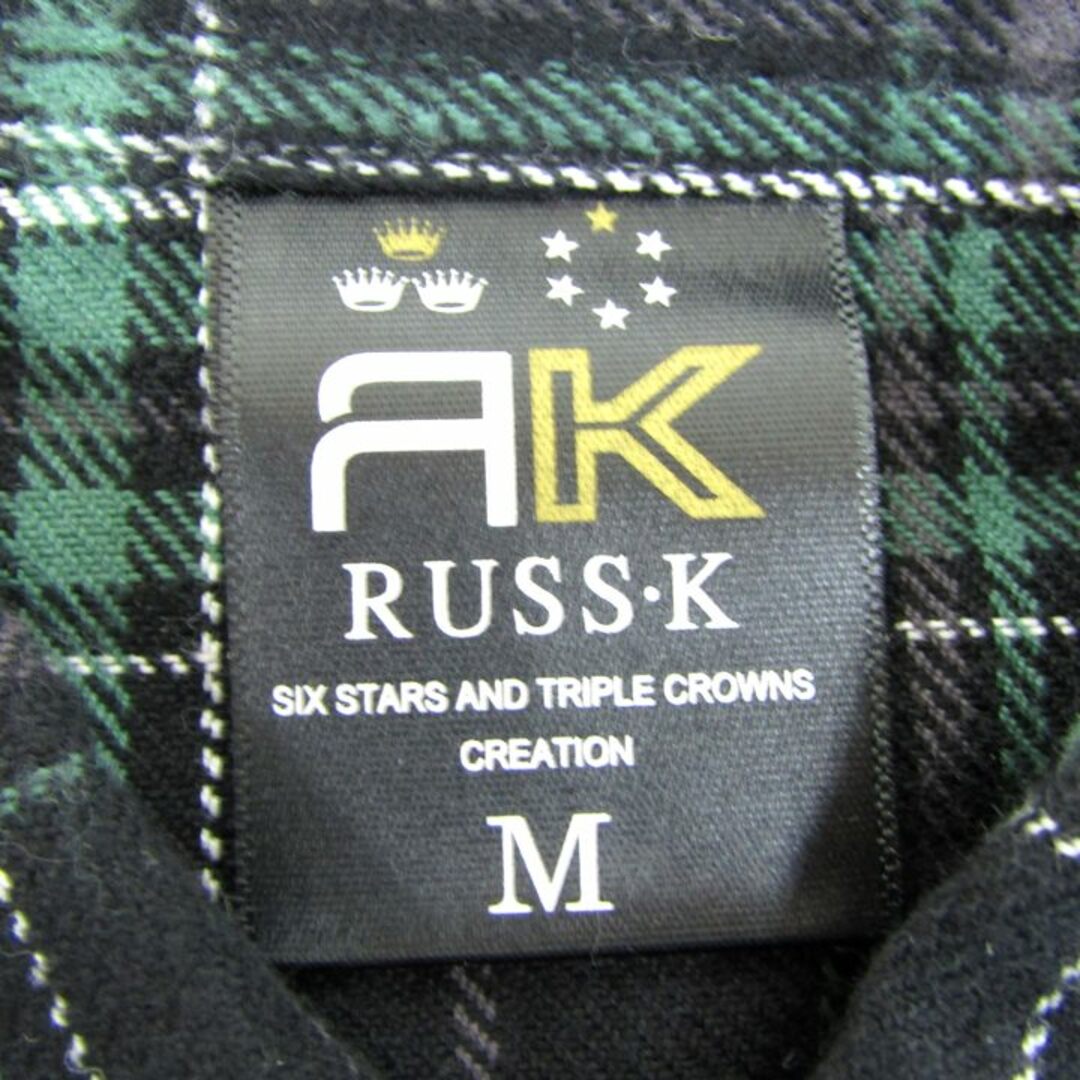 RK
RUSS·K
SIX STARS AND TRIPLE CROWNS
CREATION
M